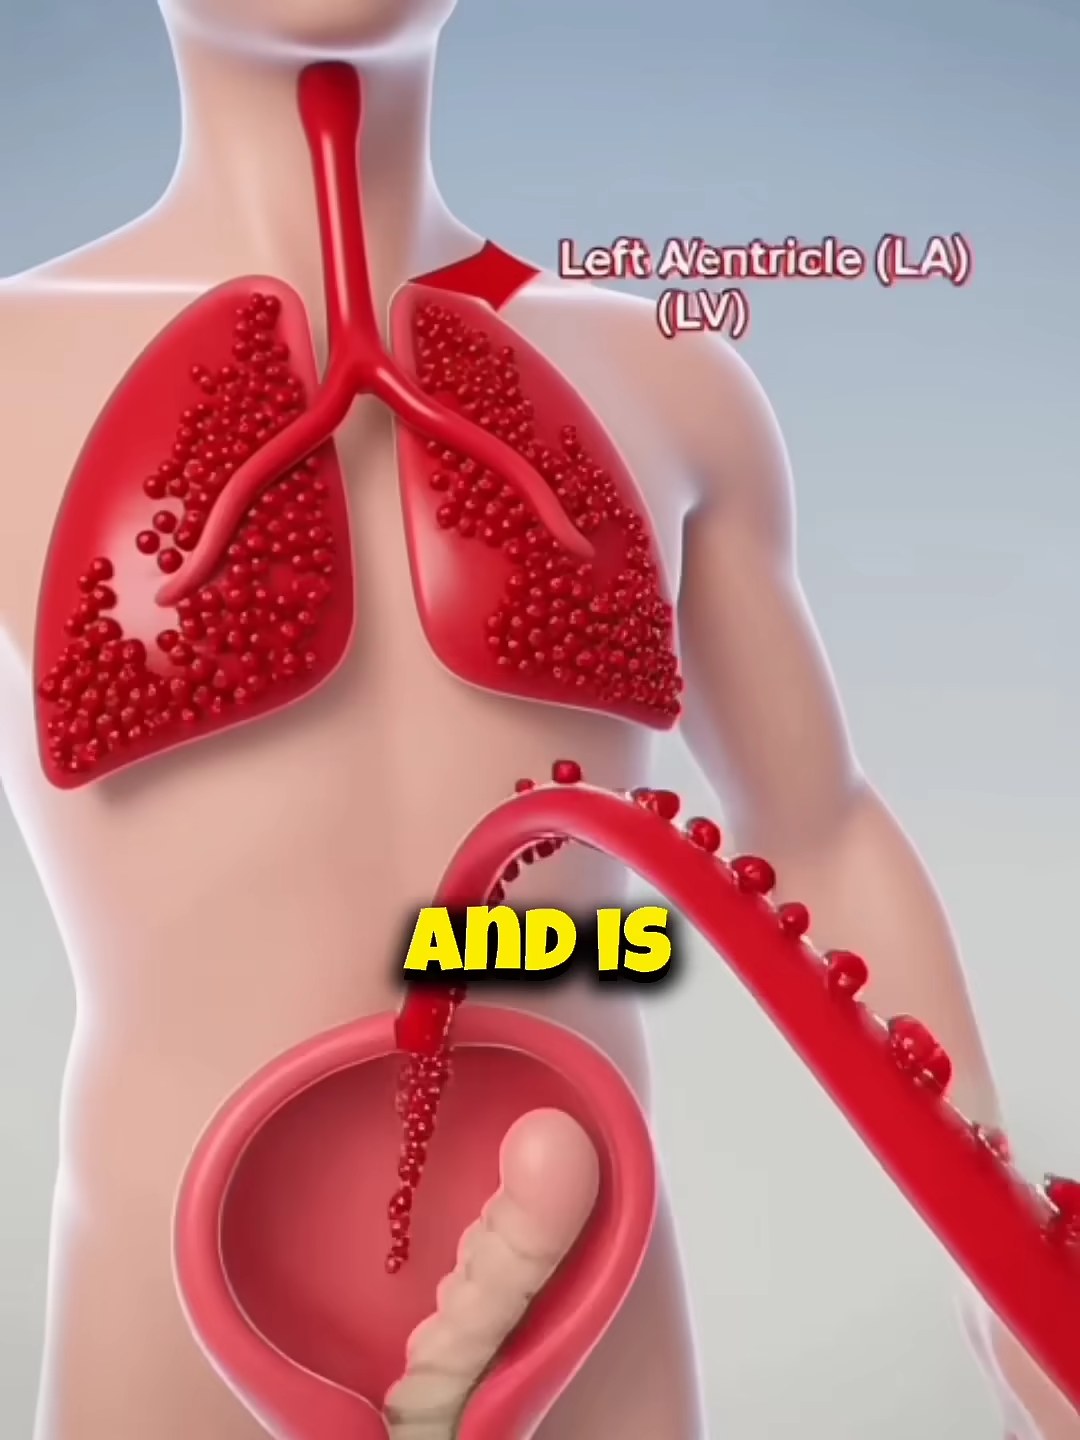 Left Ventricle (LA)
(LV)
AND IS